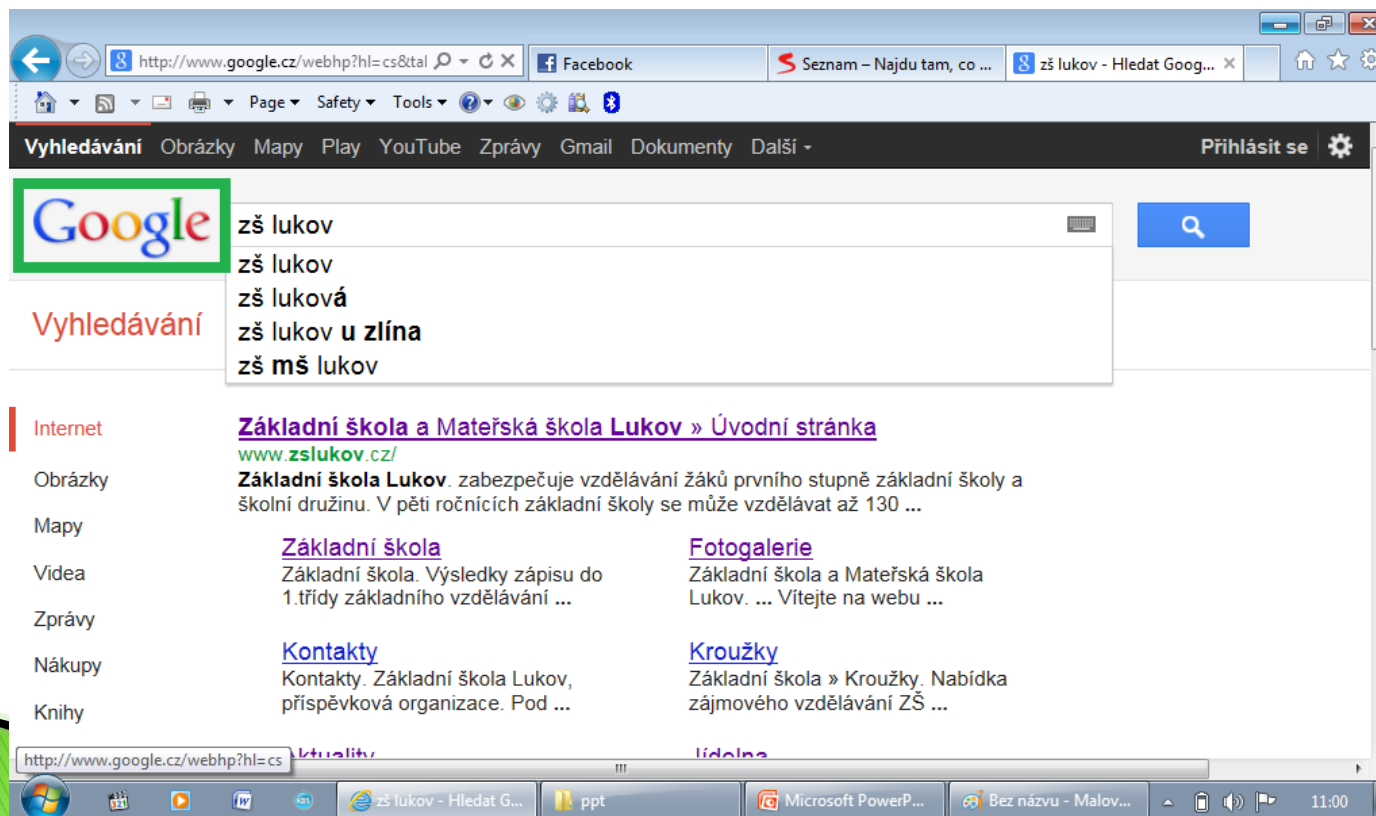 http://www.google.cz/webhp?hl=cs&tal
Facebook
Seznam – Najdu tam, co ...
zš lukov - Hledat Goog...
Page
Safety
Tools
Vyhledávání Obrázky Mapy Play YouTube Zprávy Gmail Dokumenty Další
Přihlásit se
Google
zš lukov
zš lukov
zš luková
zš lukov u zlína
zš mš lukov
Vyhledávání
Internet
Obrázky
Mapy
Videa
Zprávy
Nákupy
Knihy
Základní škola a Mateřská škola Lukov » Úvodní stránka
www.zslukov.cz/
Základní škola Lukov. zabezpečuje vzdělávání žáků prvního stupně základní školy a
školní družinu. V pěti ročnících základní školy se může vzdělávat až 130 ...
Základní škola
Základní škola. Výsledky zápisu do
1.třídy základního vzdělávání ...
Fotogalerie
Základní škola a Mateřská škola
Lukov. ... Vítejte na webu ...
Kontakty
Kontakty. Základní škola Lukov,
příspěvková organizace. Pod ...
Kroužky
Základní škola » Kroužky. Nabídka
zájmového vzdělávání ZŠ ...
Aktuality
Jídelna
http://www.google.cz/webhp?hl=cs
zš lukov - Hledat G...
ppt
Microsoft PowerP...
Bez názvu - Malov...
11:00